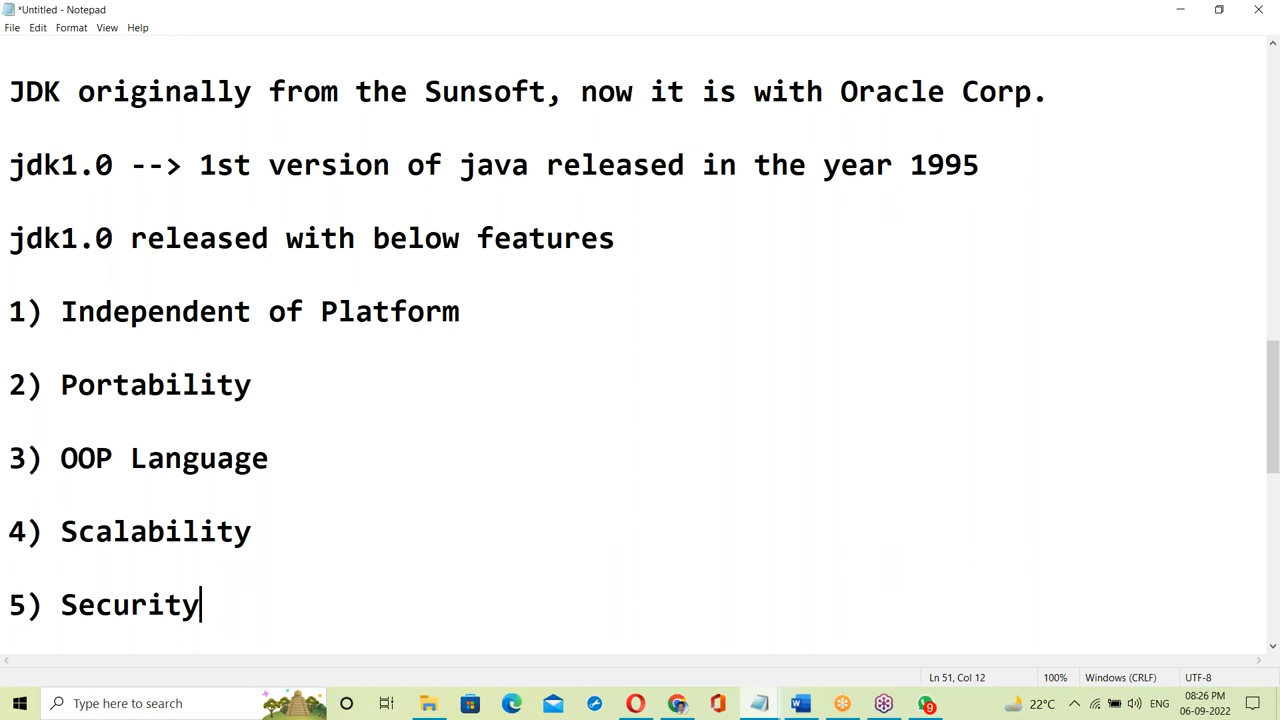 *Untitled - Notepad
File Edit Format View Help
JDK originally from the Sunsoft, now it is with Oracle Corp.
jdk1.0 --> 1st version of java released in the year 1995
jdk1.0 released with below features
1) Independent of Platform
2) Portability
3) OOP Language
4) Scalability
5) Security
Ln 51, Col 12 100% Windows (CRLF) UTF-8
Type here to search
9
22°C
ENG
08:26 PM
06-09-2022